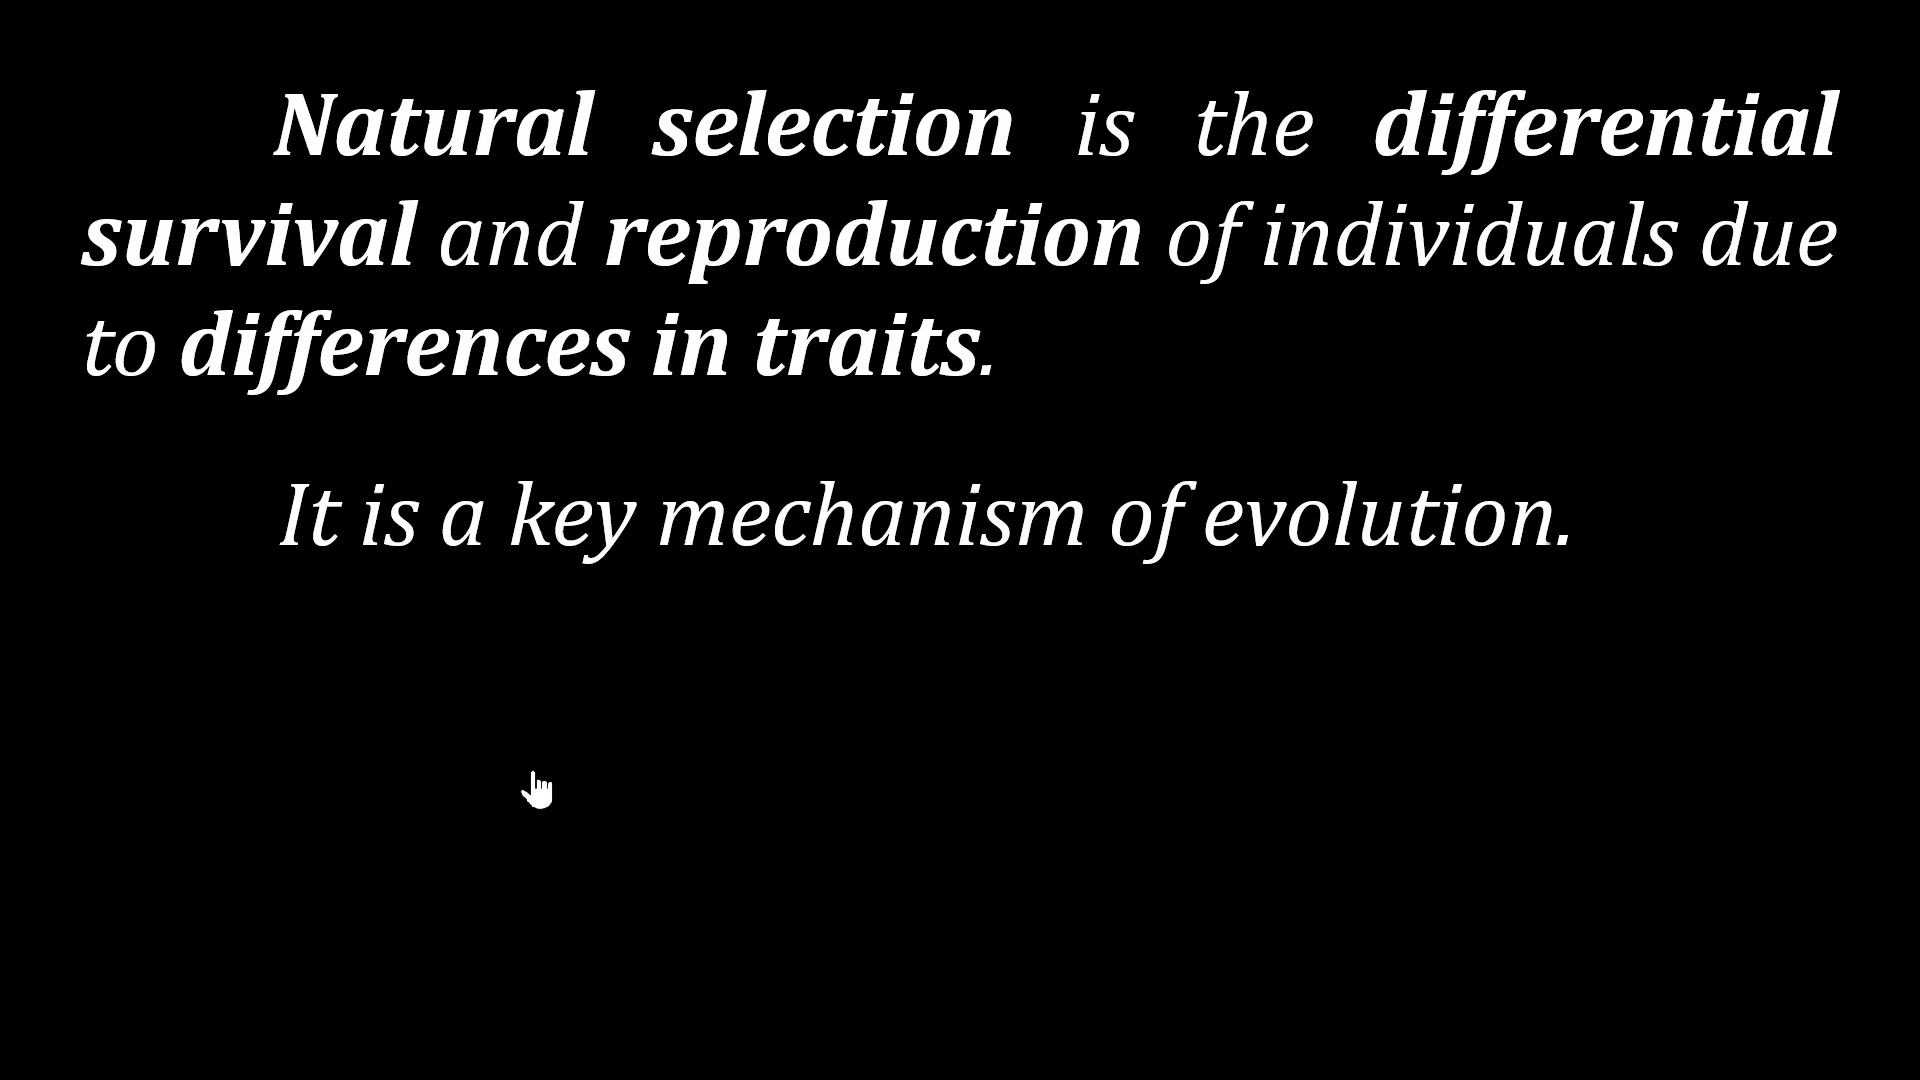 Natural selection is the differential
survival and reproduction of individuals due
to differences in traits.
It is a key mechanism of evolution.